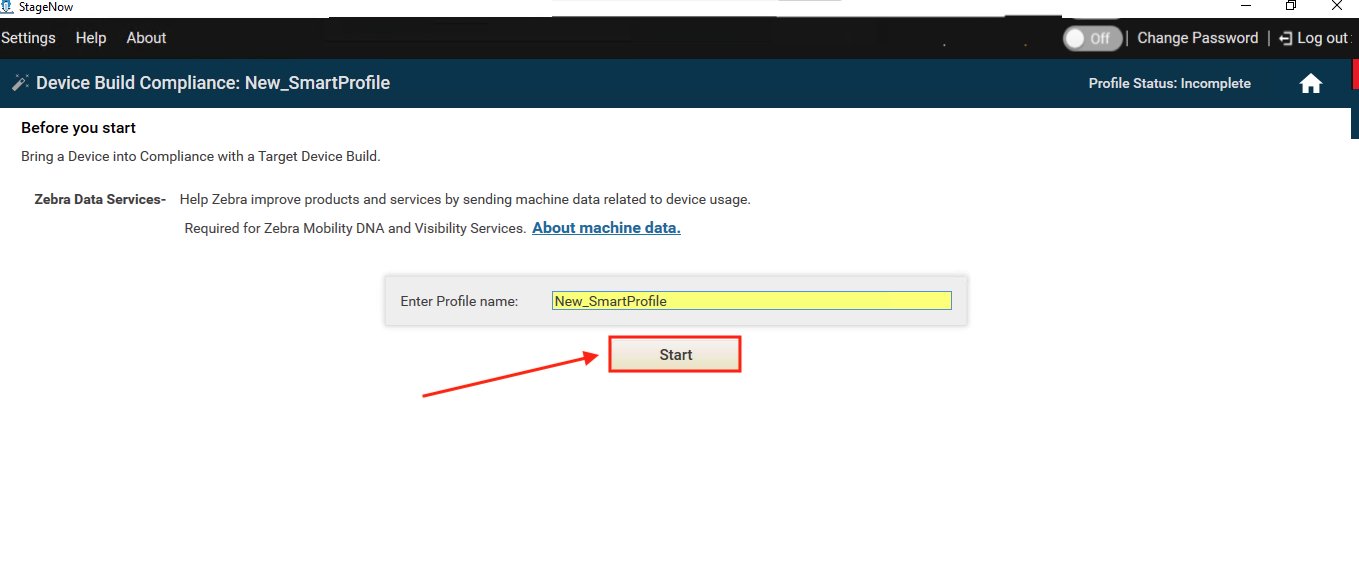 StageNow
Settings Help About Off | Change Password | Log out
Device Build Compliance: New_SmartProfile Profile Status: Incomplete
Before you start
Bring a Device into Compliance with a Target Device Build.
Zebra Data Services- Help Zebra improve products and services by sending machine data related to device usage.
Required for Zebra Mobility DNA and Visibility Services. About machine data.
Enter Profile name: New_SmartProfile
Start